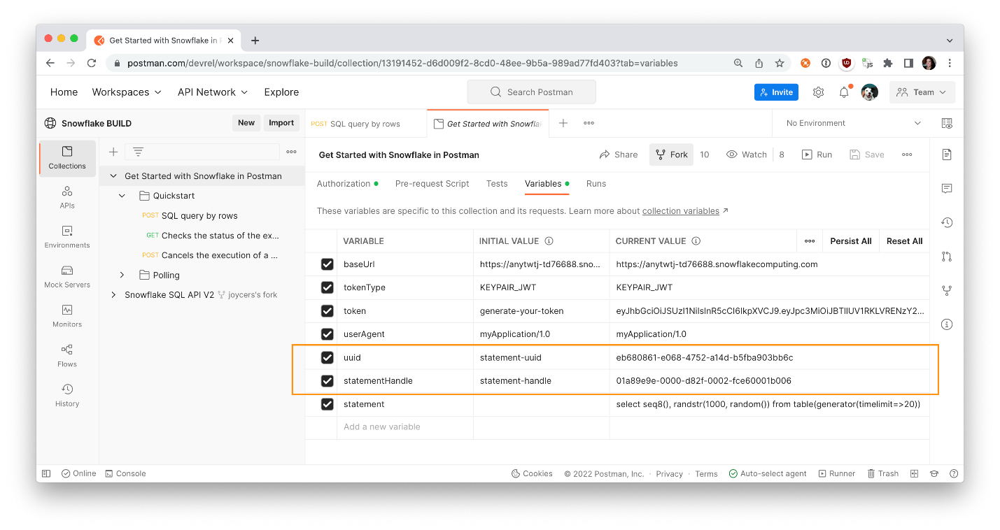 Get Started with Snowflake in P
postman.com/devrel/workspace/snowflake-build/collection/13191452-d6d009f2-8cd0-48ee-9b5a-989ad77fd403?tab=variables
Home Workspaces API Network Explore Search Postman Invite Team
Snowflake BUILD New Import POST SQL query by rows Get Started with Snowfla No Environment
Collections
APIs
Environments
Mock Servers
Monitors
Flows
History
Get Started with Snowflake in Postman
Quickstart
POST SQL query by rows
GET Checks the status of the ex...
POST Cancels the execution of a ...
Polling
Snowflake SQL API V2 joycers's fork
Get Started with Snowflake in Postman Share Fork 10 Watch 8 Run Save
Authorization Pre-request Script Tests Variables Runs
These variables are specific to this collection and its requests. Learn more about collection variables ↗
VARIABLE INITIAL VALUE CURRENT VALUE Persist All Reset All
baseUrl https://anytwtj-td76688.sno... https://anytwtj-td76688.snowflakecomputing.com
tokenType KEYPAIR_JWT KEYPAIR_JWT
token generate-your-token
userAgent myApplication/1.0 myApplication/1.0
uuid statement-uuid eb680861-e068-4752-a14d-b5fba903bb6c
statementHandle statement-handle 01a89e9e-0000-d82f-0002-fce60001b006
statement select seq8(), randstr(1000, random()) from table(generator(timelimit=>20))
Add a new variable
Online Console Cookies © 2022 Postman, Inc. · Privacy · Terms Auto-select agent Runner Trash